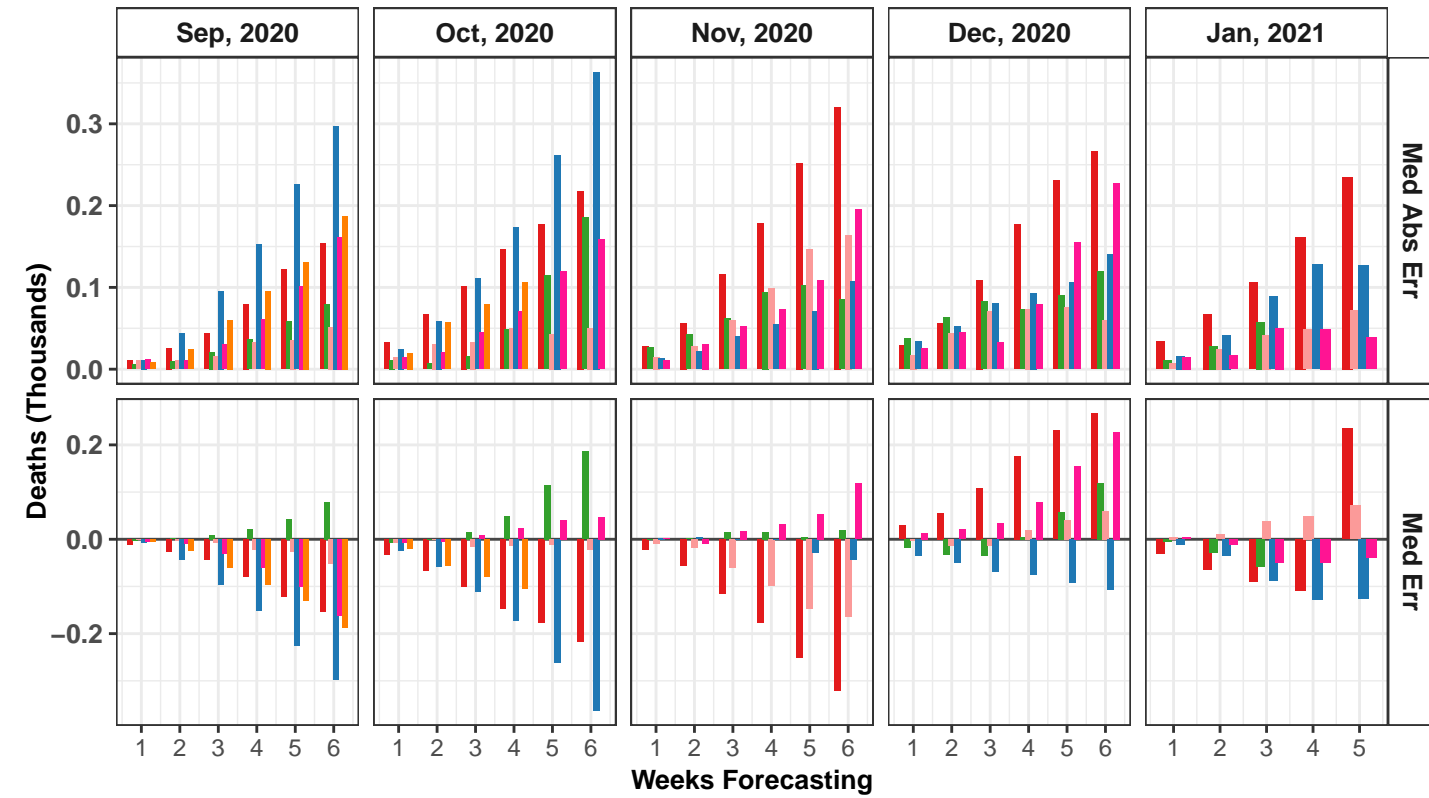 Sep, 2020 Oct, 2020 Nov, 2020 Dec, 2020 Jan, 2021
Deaths (Thousands)
0.3
0.2
0.1
0.0
Med Abs Err
0.2
0.0
−0.2
Med Err
1 2 3 4 5 6 1 2 3 4 5 6 1 2 3 4 5 6 1 2 3 4 5 6 1 2 3 4 5
Weeks Forecasting